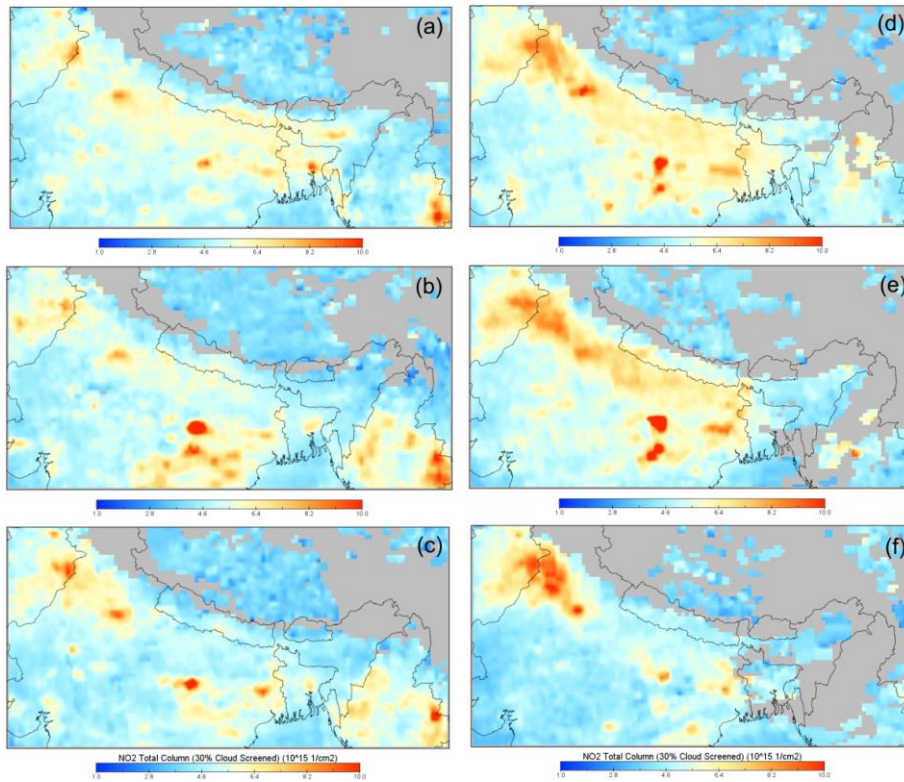 (a)
1.0 2.8 4.6 6.4 8.2 10.0
(d)
1.0 2.8 4.6 6.4 8.2 10.0
(b)
1.0 2.8 4.6 6.4 8.2 10.0
(e)
1.0 2.8 4.6 6.4 8.2 10.0
(c)
NO2 Total Column (30% Cloud Screened) (10^15 1/cm2)
1.0 2.8 4.6 6.4 8.2 10.0
(f)
NO2 Total Column (30% Cloud Screened) (10^15 1/cm2)
1.0 2.8 4.6 6.4 8.2 10.0